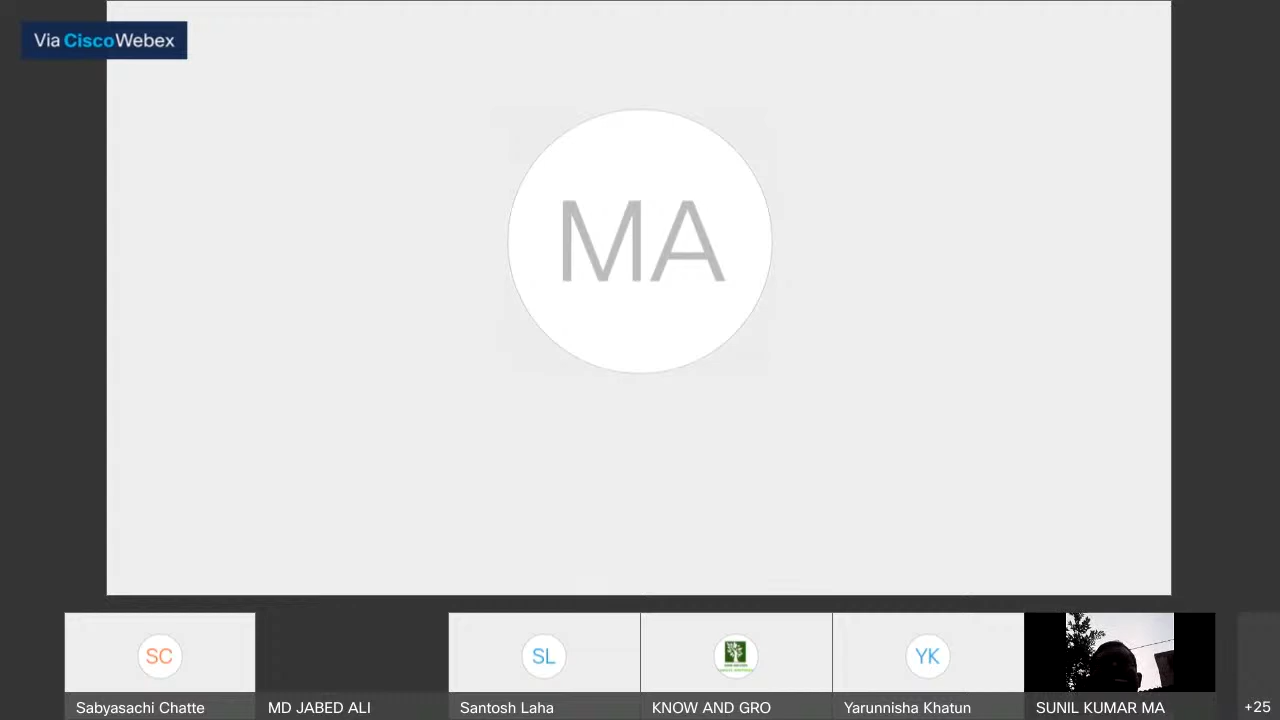 Via CiscoWebex
MA
SC
SL
YK
Sabyasachi Chatte
MD JABED ALI
Santosh Laha
KNOW AND GRO
Yarunnisha Khatun
SUNIL KUMAR MA
+25